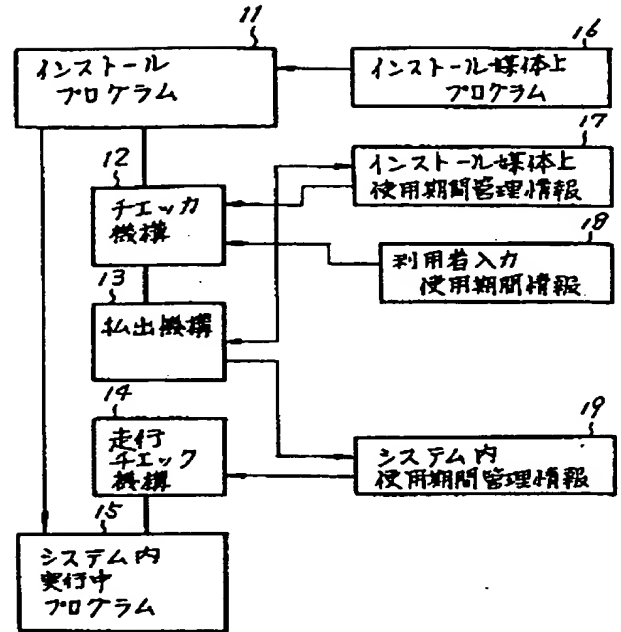 11
インストール
プログラム
16
インストール媒体上
プログラム
17
インストール媒体上
使用期間管理情報
12
チェッカ
機構
18
利用者入力
使用期間情報
13
払出機構
14
走行
チェック
機構
19
システム内
使用期間管理情報
15
システム内
実行中
プログラム